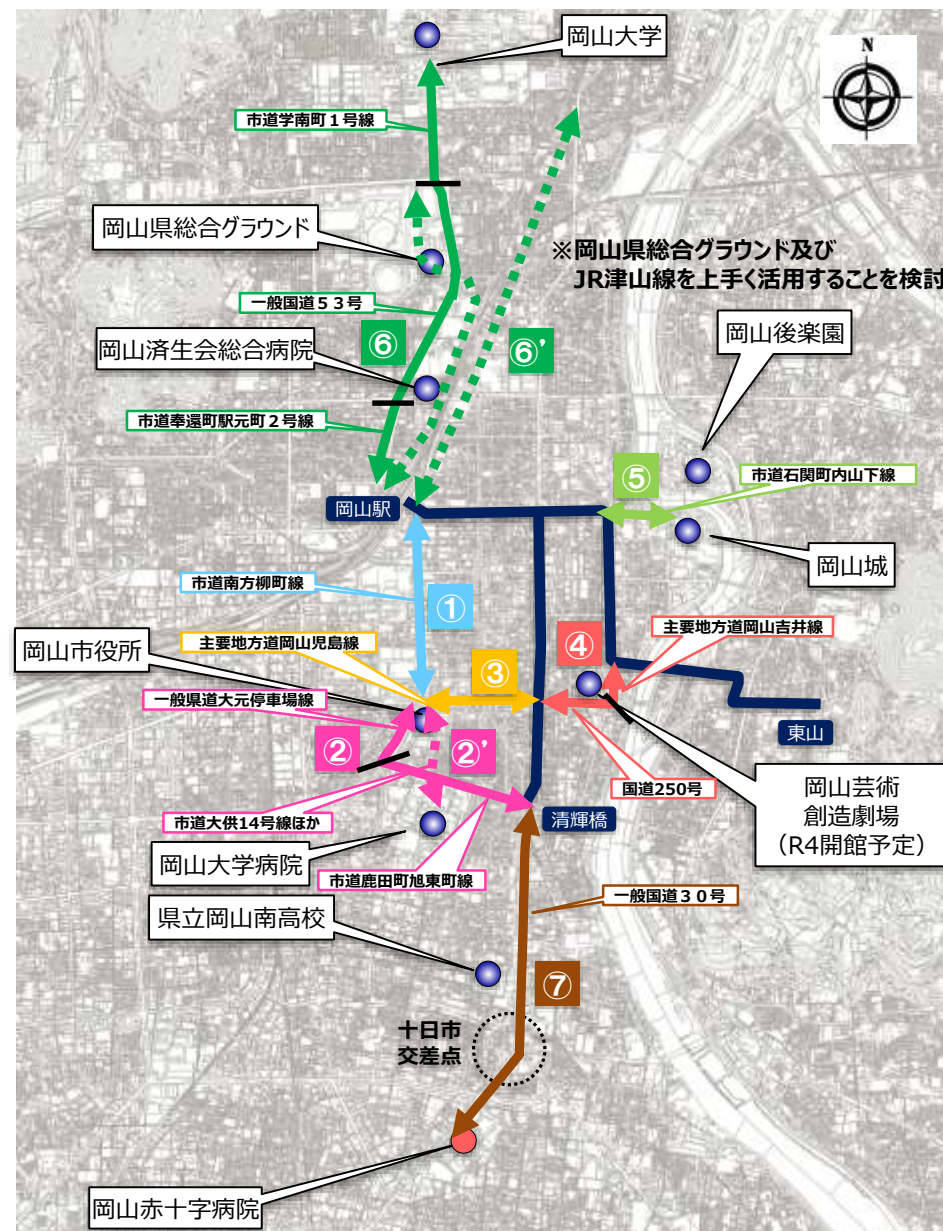 岡山大学
N
市道学南町１号線
岡山県総合グラウンド
※岡山県総合グラウンド及び
JR津山線を上手く活用することを検討
一般国道５３号
⑥
⑥’
岡山済生会総合病院
岡山後楽園
市道奉還町駅元町２号線
⑤
市道石関町内山下線
岡山駅
岡山城
市道南方柳町線
①
岡山市役所
主要地方道岡山児島線
④
主要地方道岡山吉井線
③
一般県道大元停車場線
東山
②
②’
国道250号
岡山芸術
創造劇場
（R4開館予定）
清輝橋
市道大供14号線ほか
岡山大学病院
市道鹿田町旭東町線
一般国道３０号
県立岡山南高校
⑦
十日市
交差点
岡山赤十字病院